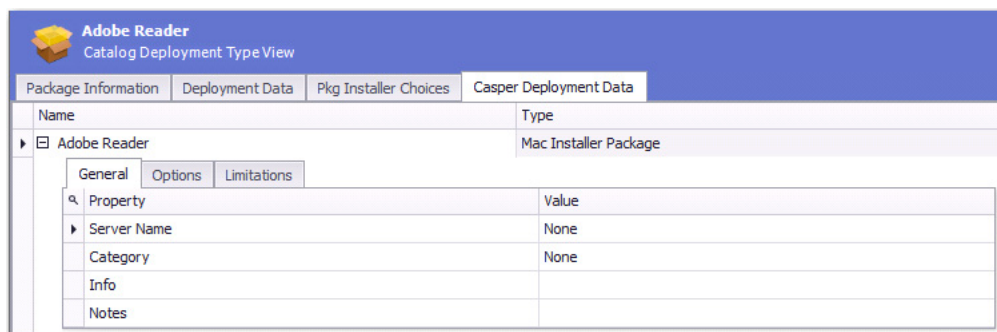 Adobe Reader
Catalog Deployment Type View
Package Information Deployment Data Pkg Installer Choices Casper Deployment Data
Name Type
Adobe Reader Mac Installer Package
General Options Limitations
Property Value
Server Name None
Category None
Info
Notes